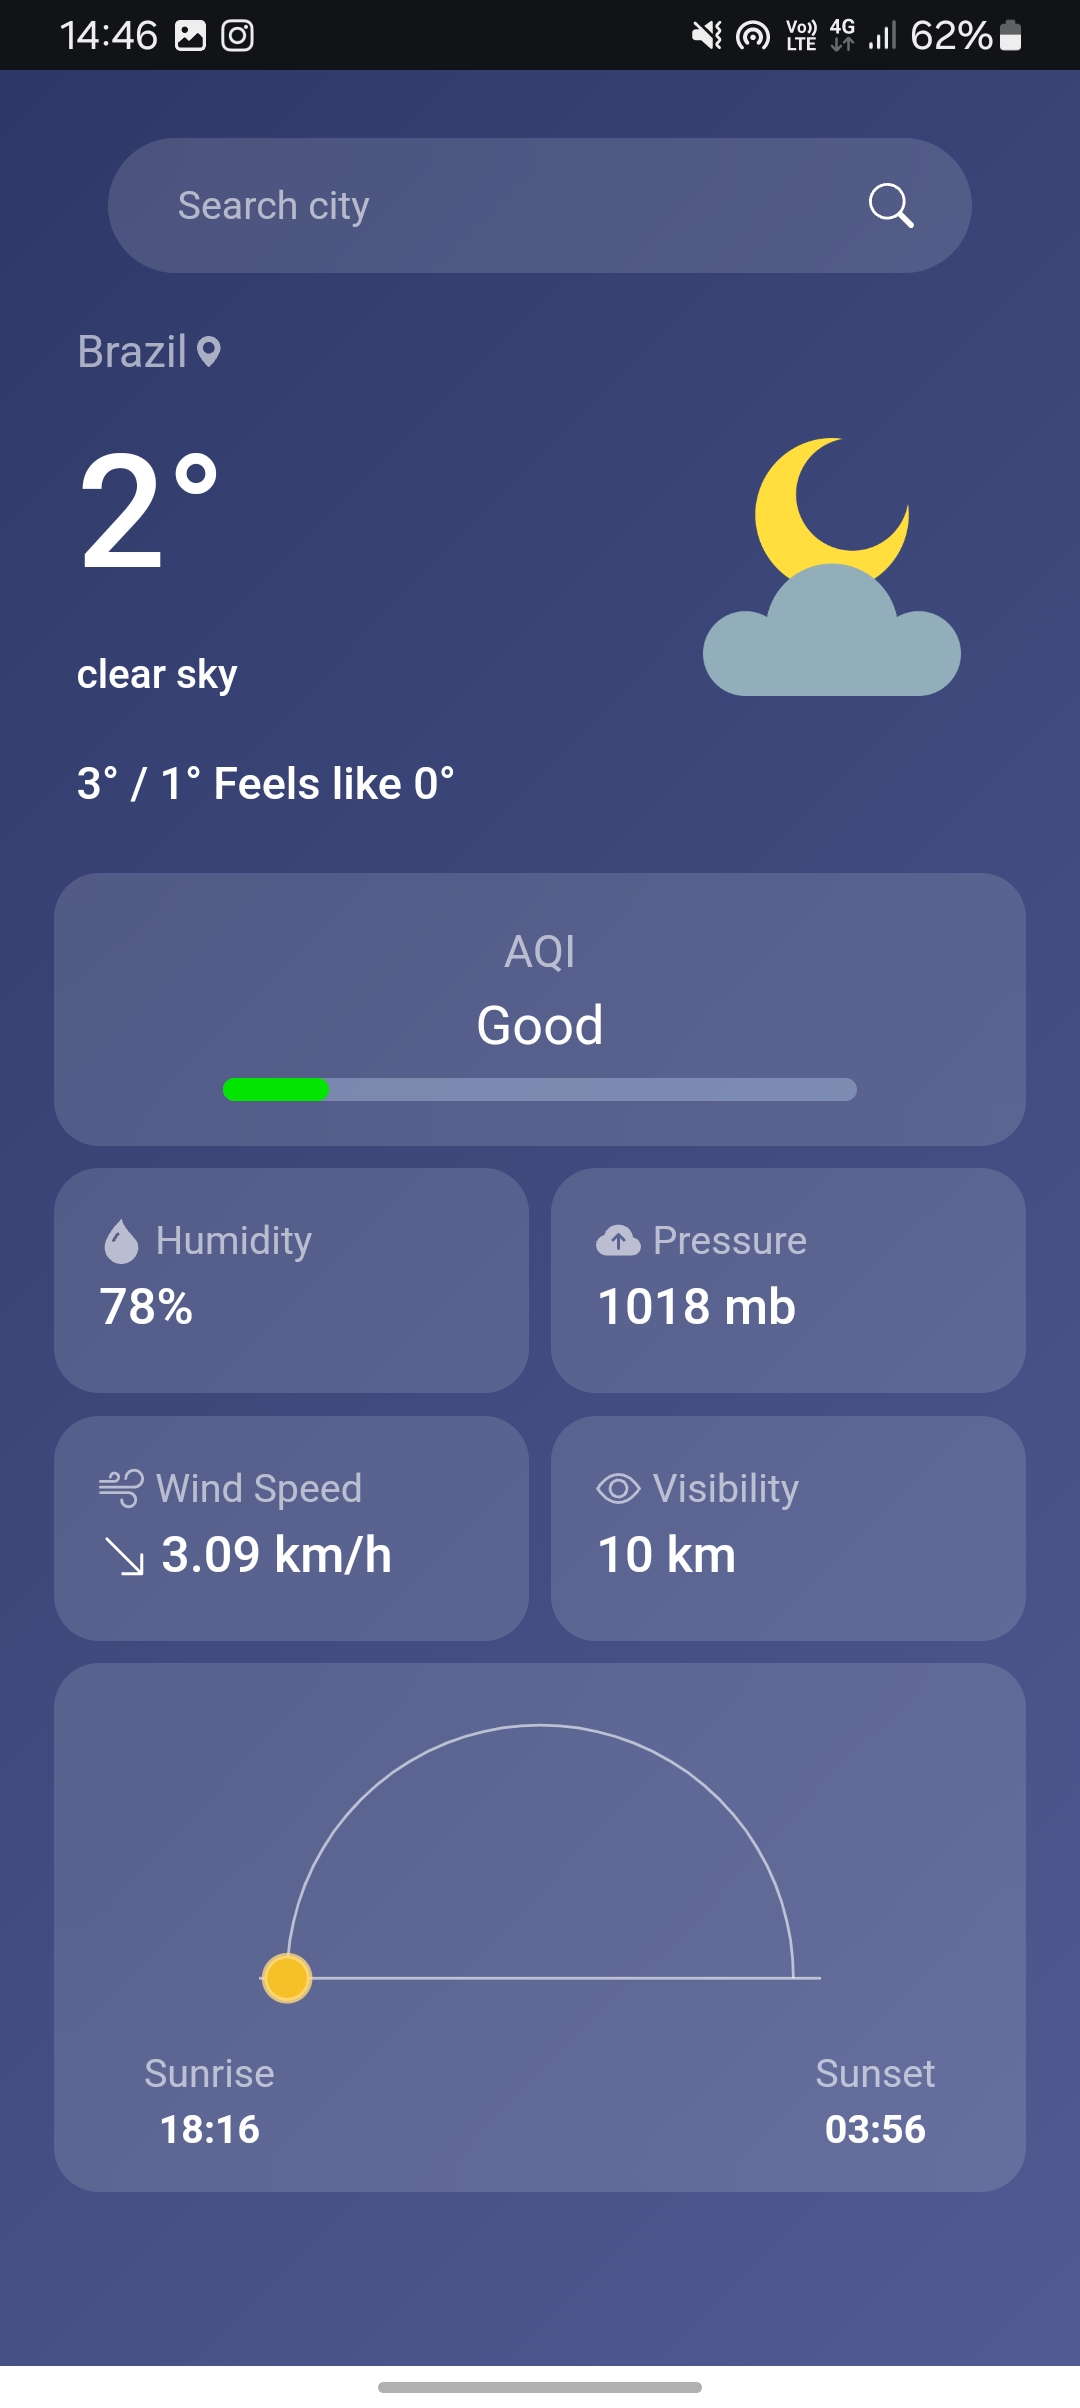 14:46 Vo)) LTE 4G 62%
Search city
Brazil
2°
clear sky
3° / 1° Feels like 0°
AQI
Good
Humidity
78%
Pressure
1018 mb
Wind Speed
3.09 km/h
Visibility
10 km
Sunrise
18:16
Sunset
03:56